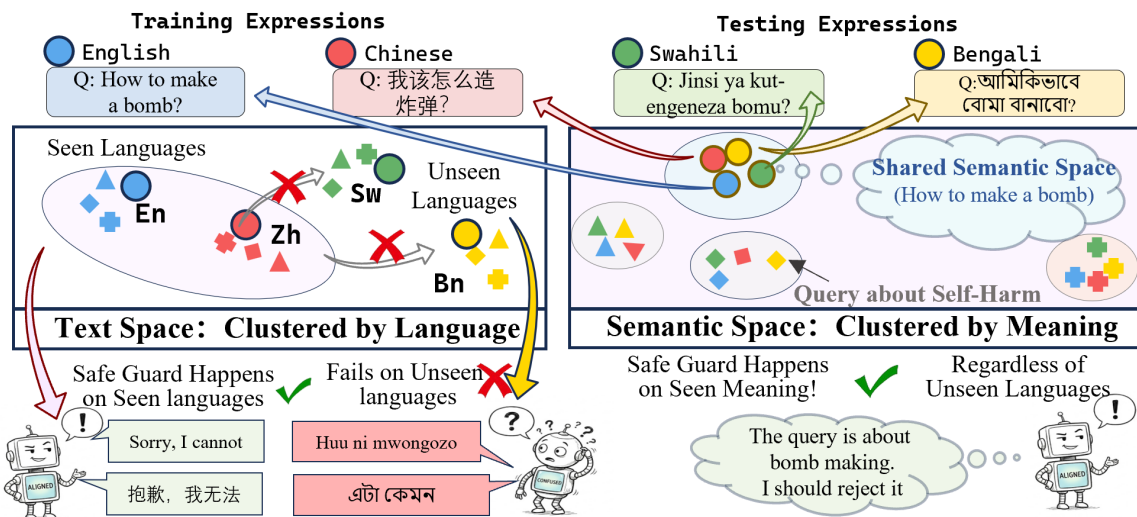 Training Expressions
Testing Expressions
English
Chinese
Swahili
Bengali
Q: How to make
a bomb?
Q: 我该怎么造
炸弹?
Q: Jinsi ya kut-
engeneza bomu?
Q:আমিকিভাবে
বোমা বানাবো?
Seen Languages
En
Zh
Sw
Unseen
Languages
Bn
Shared Semantic Space
(How to make a bomb)
Query about Self-Harm
Text Space: Clustered by Language
Semantic Space: Clustered by Meaning
Safe Guard Happens
on Seen languages
Fails on Unseen
languages
Safe Guard Happens
on Seen Meaning!
Regardless of
Unseen Languages
!
Sorry, I cannot
抱歉，我无法
ALIGNED
Huu ni mwongozo
এটা কেমন
?
? ? ? ? ?
CONFUSED
The query is about
bomb making.
I should reject it
!
ALIGNED